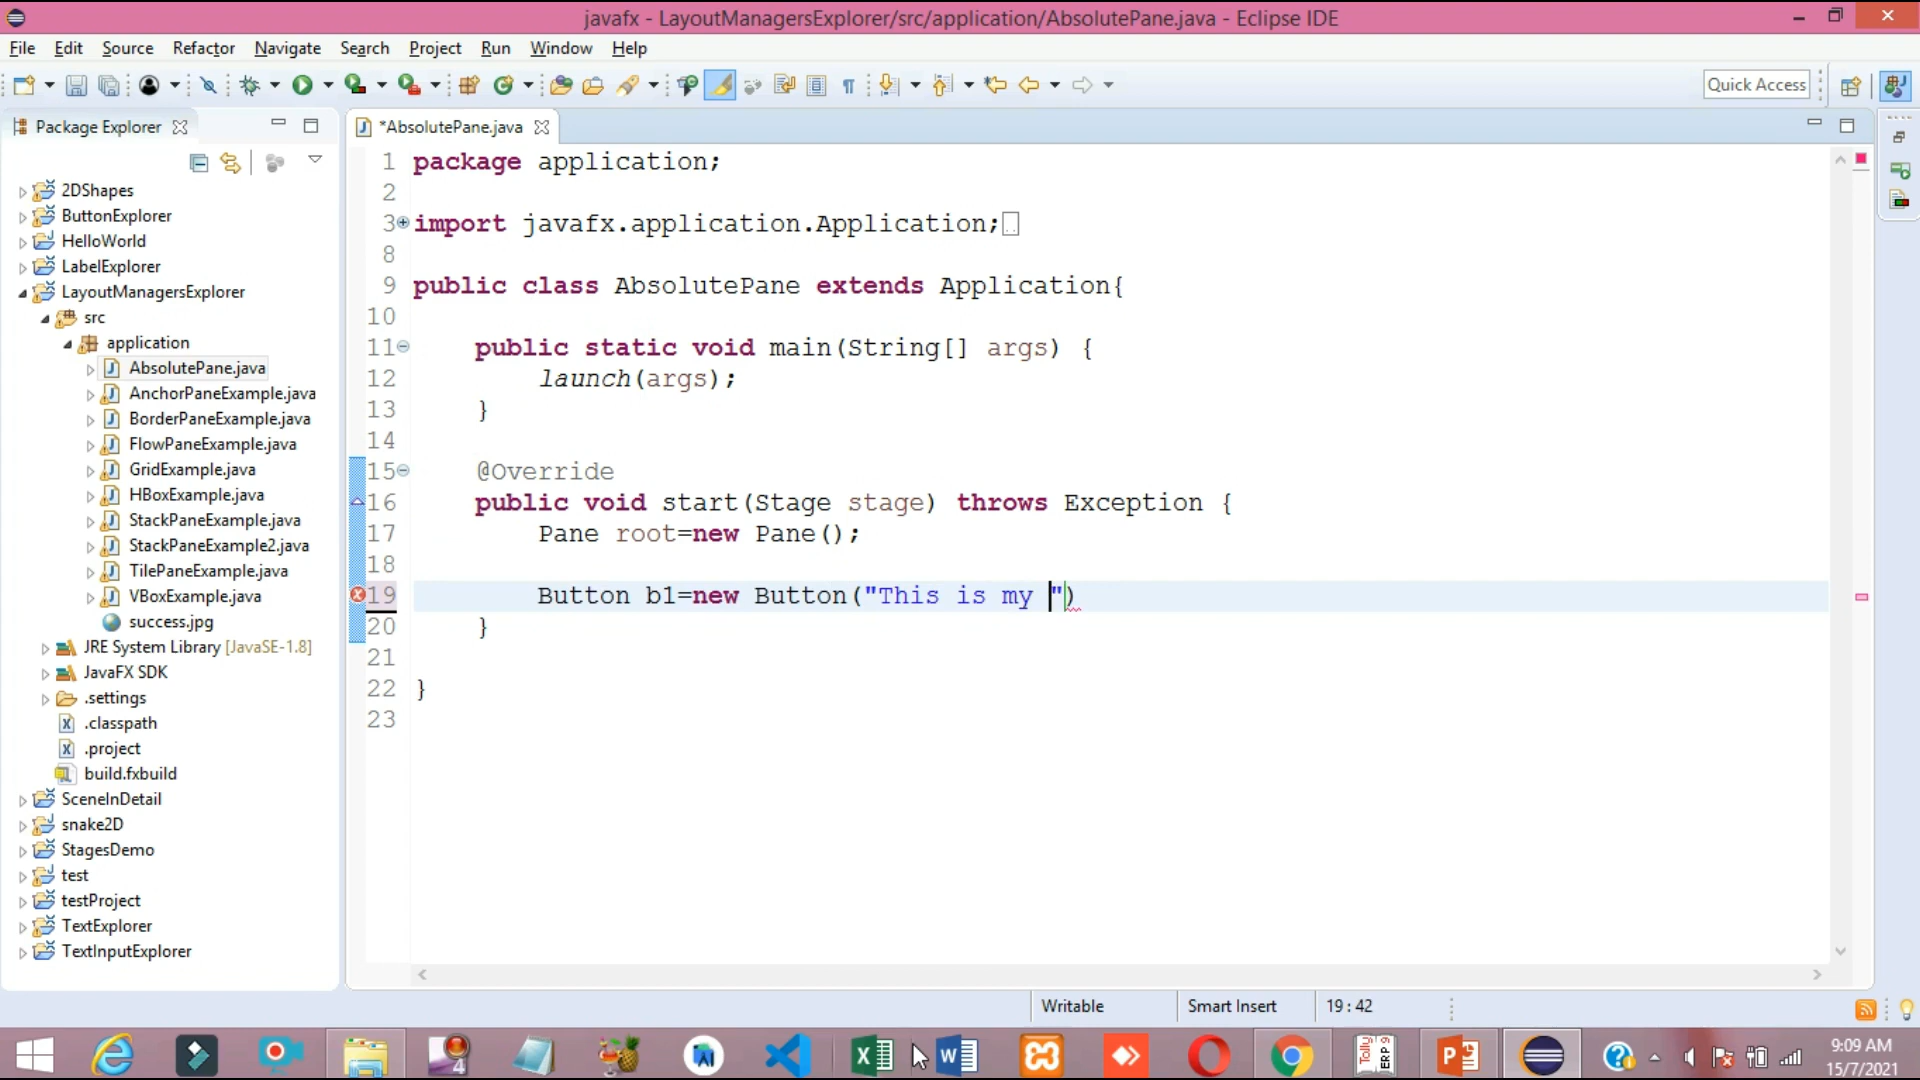 javafx - LayoutManagersExplorer/src/application/AbsolutePane.java - Eclipse IDE
File Edit Source Refactor Navigate Search Project Run Window Help
Quick Access
Package Explorer
2DShapes
ButtonExplorer
HelloWorld
LabelExplorer
LayoutManagersExplorer
src
application
AbsolutePane.java
AnchorPaneExample.java
BorderPaneExample.java
FlowPaneExample.java
GridExample.java
HBoxExample.java
StackPaneExample.java
StackPaneExample2.java
TilePaneExample.java
VBoxExample.java
success.jpg
JRE System Library [JavaSE-1.8]
JavaFX SDK
.settings
.classpath
.project
build.fxbuild
SceneInDetail
snake2D
StagesDemo
test
testProject
TextExplorer
TextInputExplorer
*AbsolutePane.java
1 package application;
2
3 import javafx.application.Application;
8
9 public class AbsolutePane extends Application{
10
11 public static void main(String[] args) {
12 launch(args);
13 }
14
15 @Override
16 public void start(Stage stage) throws Exception {
17 Pane root=new Pane();
18
19 Button b1=new Button("This is my ")
20 }
21
22 }
23
Writable Smart Insert 19 : 42
9:09 AM
15/7/2021